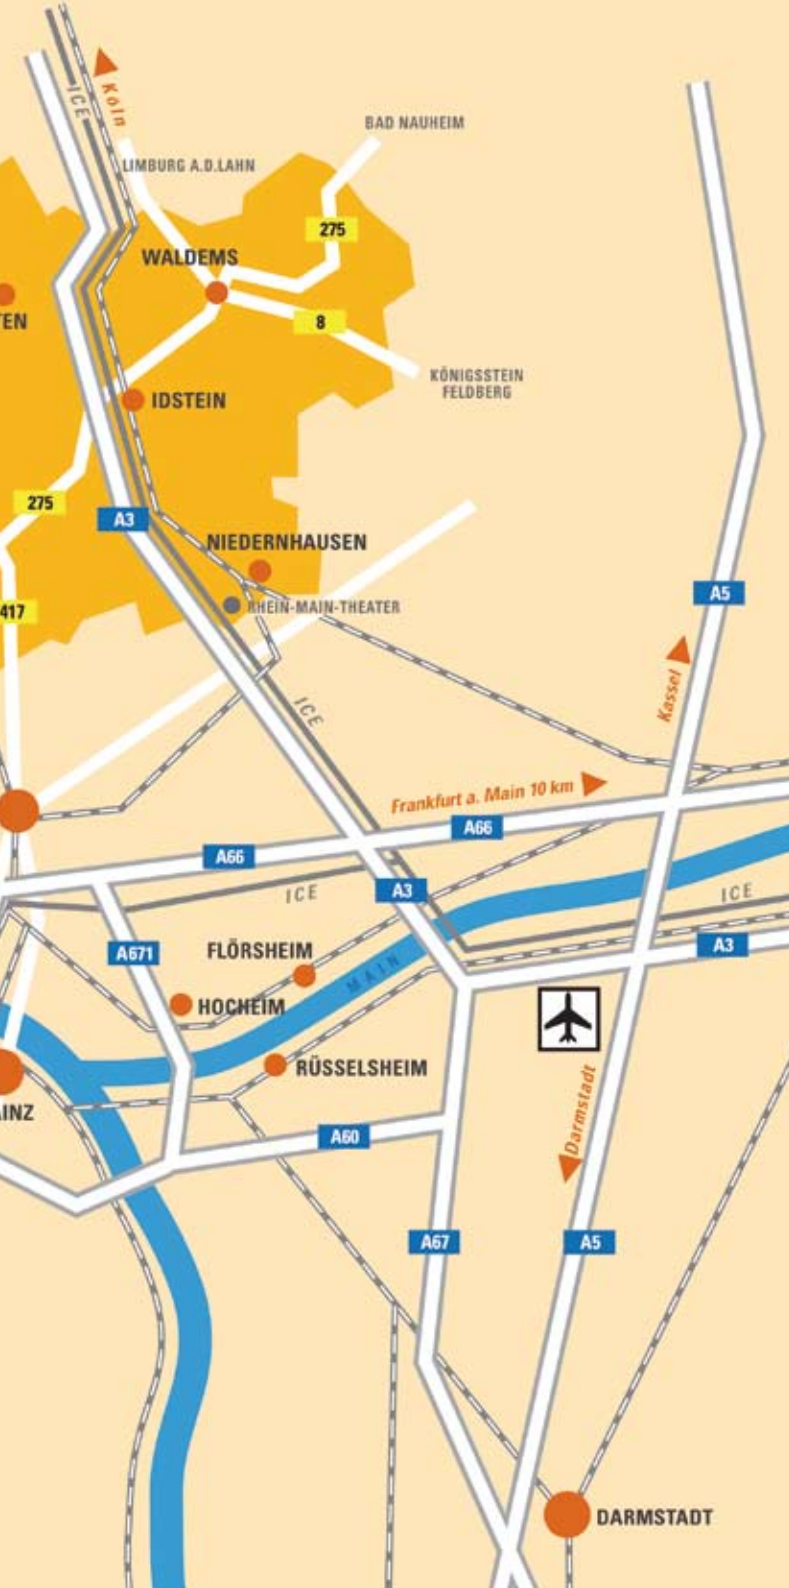 ICE
Köln
BAD NAUHEIM
LIMBURG A.D.LAHN
275
WALDEMS
TEN
8
KÖNIGSSTEIN
FELDBERG
IDSTEIN
275
A3
NIEDERNHAUSEN
A5
417
RHEIN-MAIN-THEATER
Kassel
ICE
Frankfurt a. Main 10 km
A66
A66
ICE
A3
ICE
A671
FLÖRSHEIM
A3
MAIN
HOCHEIM
RÜSSELSHEIM
AINZ
Darmstadt
A60
A67
A5
DARMSTADT